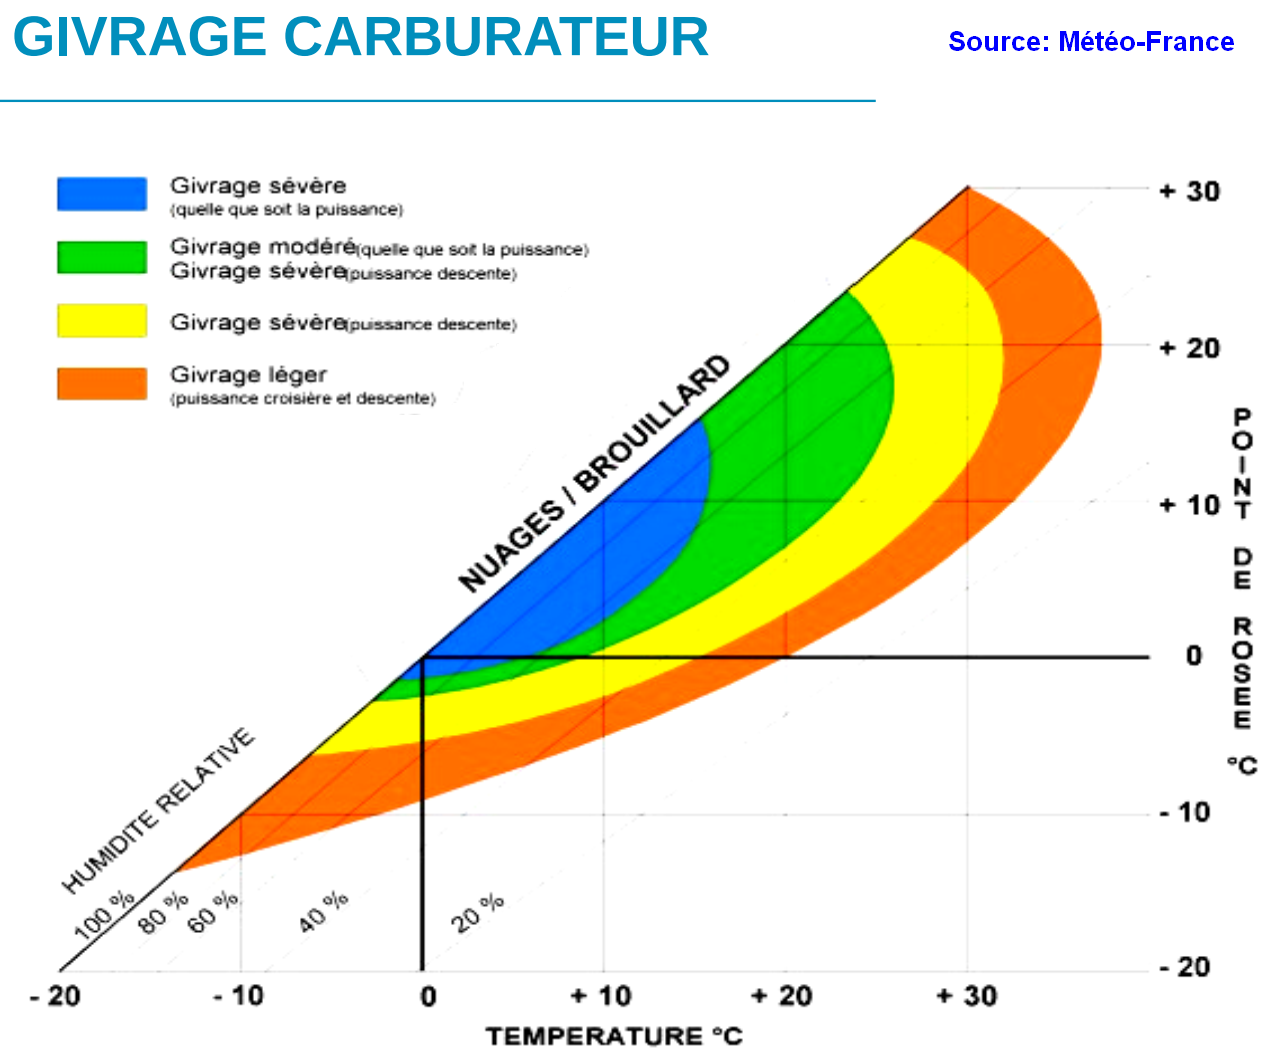 GIVRAGE CARBURATEUR
Source: Météo-France
Givrage sévère
(quelle que soit la puissance)
Givrage modéré(quelle que soit la puissance)
Givrage sévère(puissance descente)
Givrage sévère(puissance descente)
Givrage léger
(puissance croisière et descente)
NUAGES / BROUILLARD
HUMIDITE RELATIVE
100 %
80 %
60 %
40 %
20 %
+ 30
+ 20
+ 10
0
- 10
- 20
POINT DE ROSEE °C
- 20
- 10
0
+ 10
+ 20
+ 30
TEMPERATURE °C